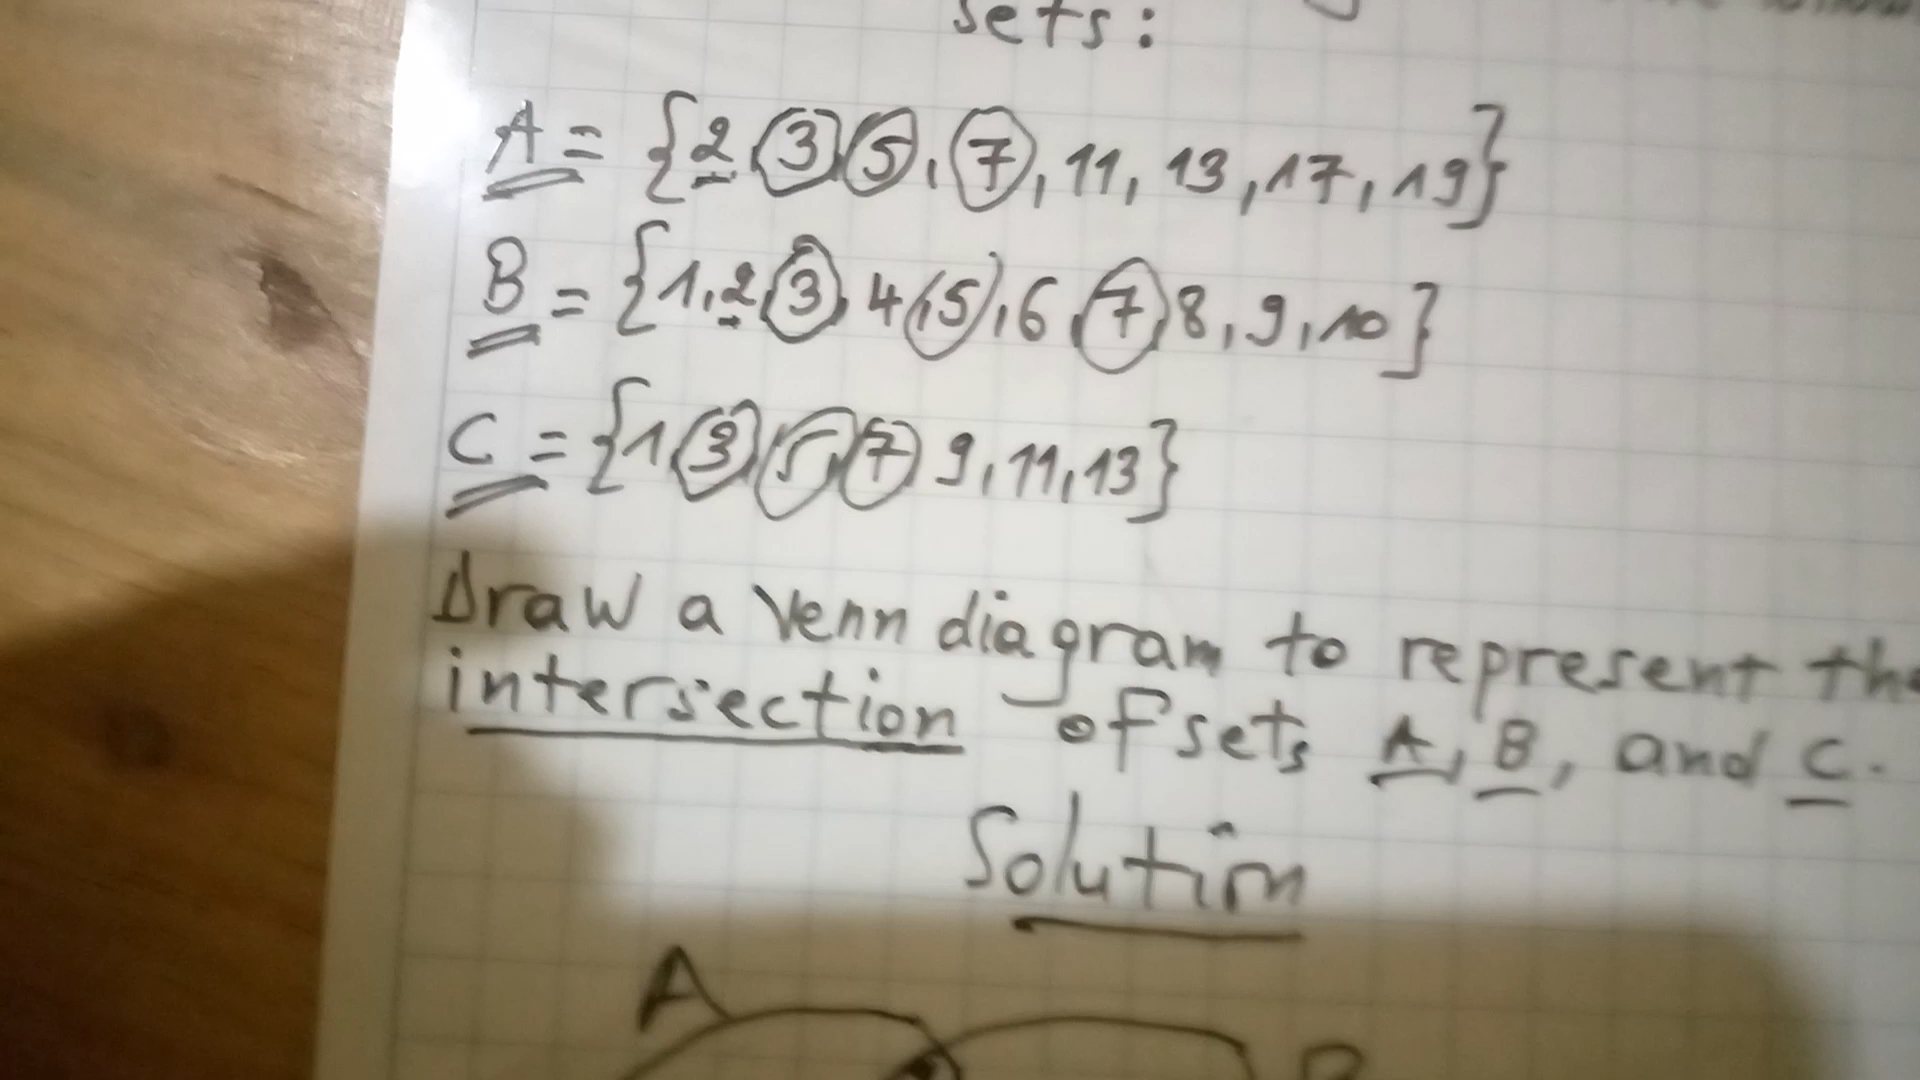 sets:
A = {2, 3, 5, 7, 11, 13, 17, 19}
B = {1, 2, 3, 4, 5, 6, 7, 8, 9, 10}
C = {1, 3, 5, 7, 9, 11, 13}
Draw a Venn diagram to represent the
intersection of sets A, B, and C.
Solution
A
B